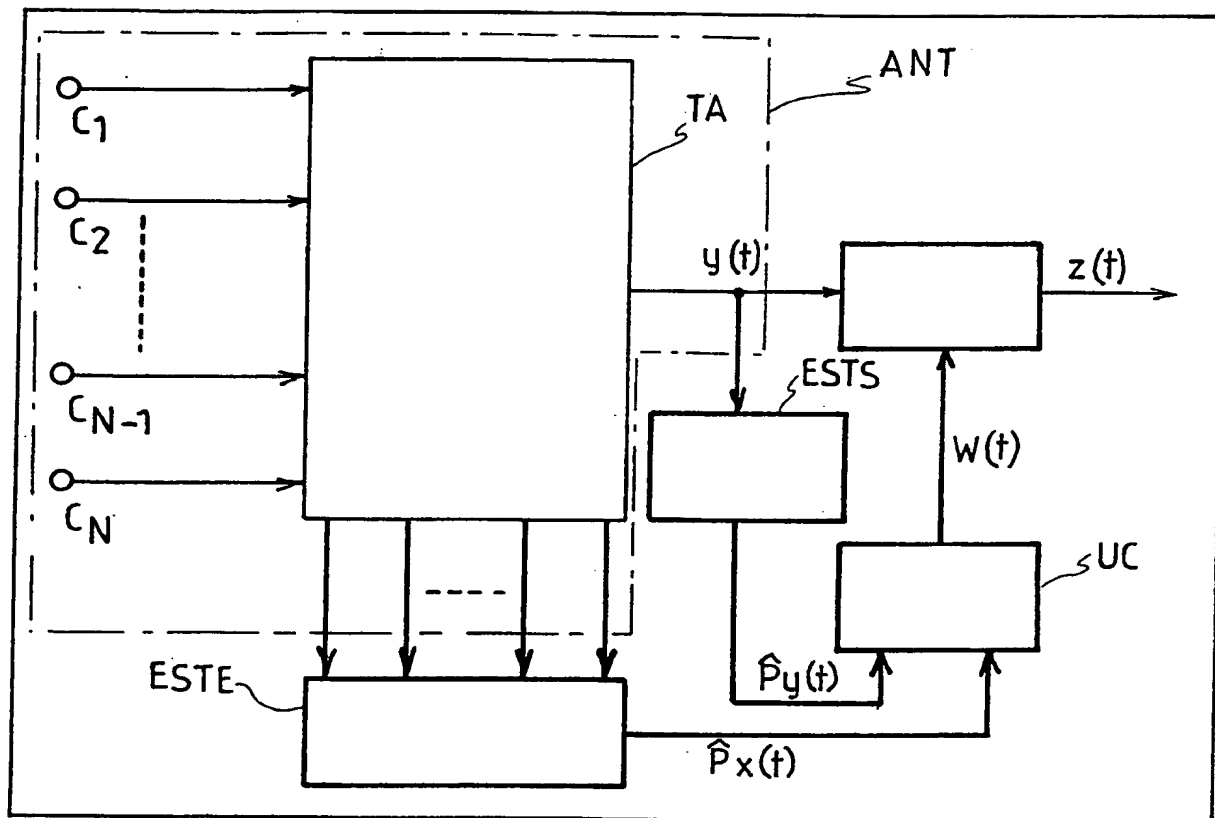 ANT
TA
C1
C2
y(t)
z(t)
CN-1
ESTS
CN
W(t)
UC
ESTE
P̂y(t)
P̂x(t)